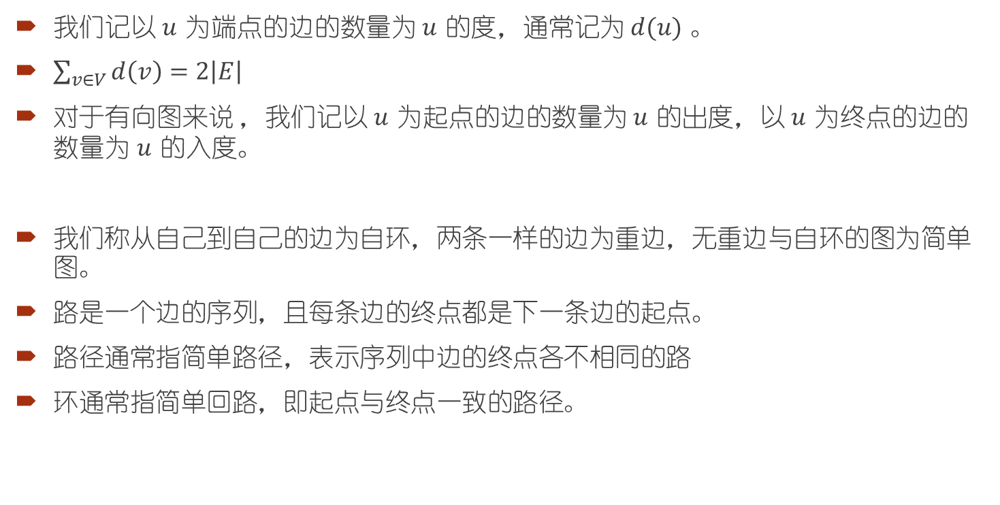 我们记以 u 为端点的边的数量为 u 的度，通常记为 d(u) 。
∑_{v∈V} d(v) = 2|E|
对于有向图来说 ，我们记以 u 为起点的边的数量为 u 的出度，以 u 为终点的边的
数量为 u 的入度。
我们称从自己到自己的边为自环，两条一样的边为重边，无重边与自环的图为简单
图。
路是一个边的序列，且每条边的终点都是下一条边的起点。
路径通常指简单路径，表示序列中边的终点各不相同的路
环通常指简单回路，即起点与终点一致的路径。